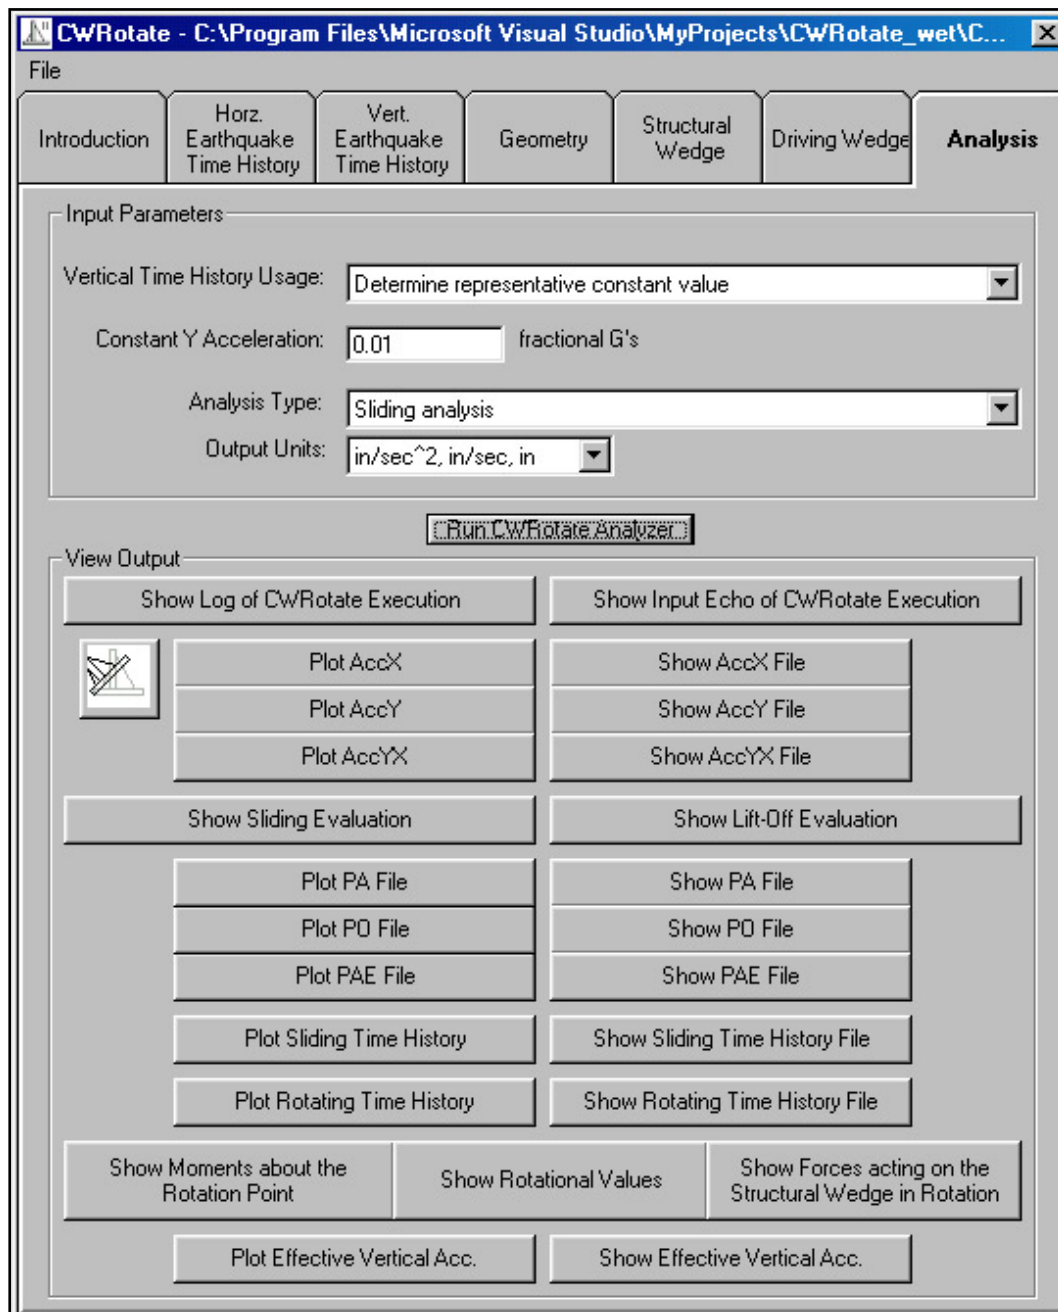 CWRotate - C:\Program Files\Microsoft Visual Studio\MyProjects\CWRotate_wet\C...
File
Introduction
Horz.
Earthquake
Time History
Vert.
Earthquake
Time History
Geometry
Structural
Wedge
Driving Wedge
Analysis
Input Parameters
Vertical Time History Usage: Determine representative constant value
Constant Y Acceleration: 0.01 fractional G's
Analysis Type: Sliding analysis
Output Units: in/sec^2, in/sec, in
Run CWRotate Analyzer
View Output
Show Log of CWRotate Execution Show Input Echo of CWRotate Execution
Plot AccX Show AccX File
Plot AccY Show AccY File
Plot AccYX Show AccYX File
Show Sliding Evaluation Show Lift-Off Evaluation
Plot PA File Show PA File
Plot PO File Show PO File
Plot PAE File Show PAE File
Plot Sliding Time History Show Sliding Time History File
Plot Rotating Time History Show Rotating Time History File
Show Moments about the
Rotation Point
Show Rotational Values
Show Forces acting on the
Structural Wedge in Rotation
Plot Effective Vertical Acc. Show Effective Vertical Acc.